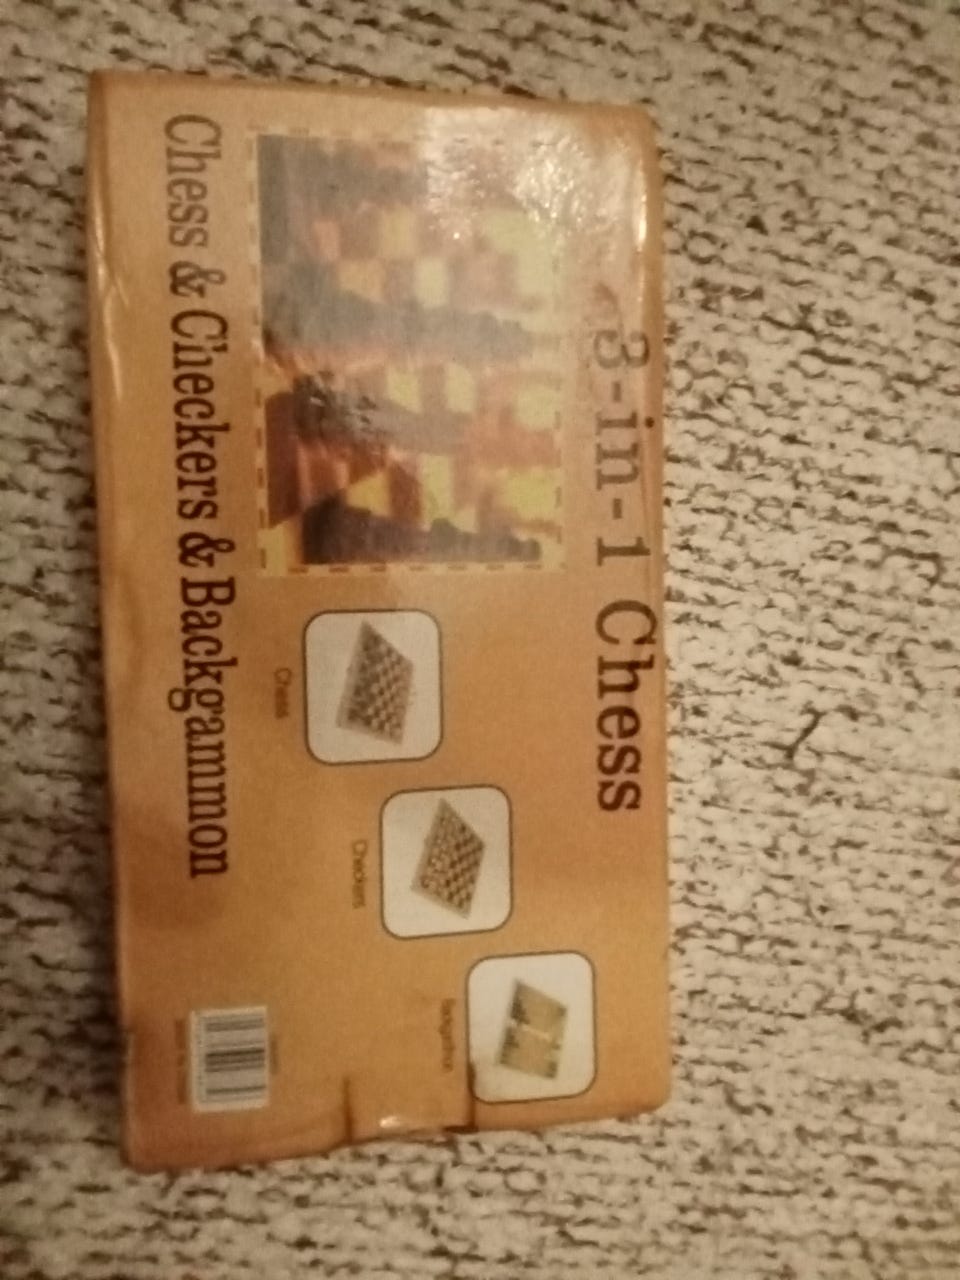 3-in-1 Chess
Chess
Checkers
Chess & Checkers & Backgammon